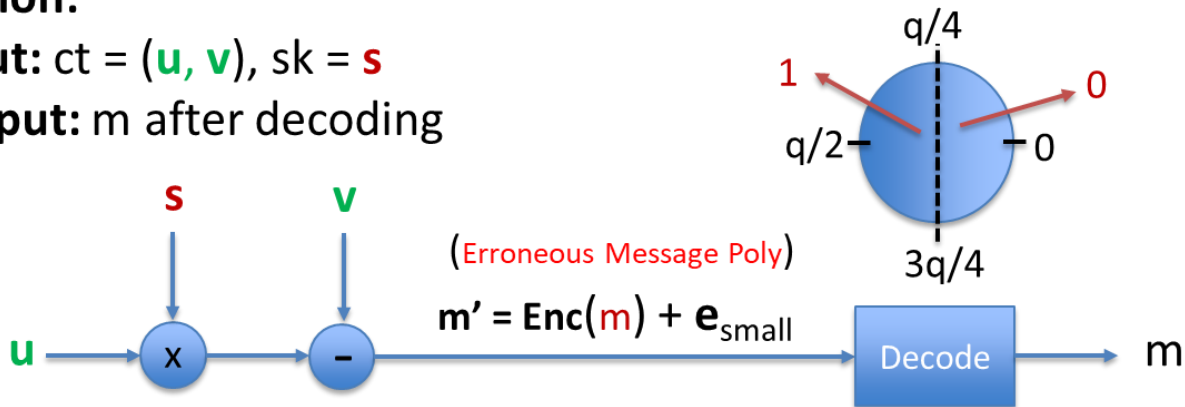 ion:
ut: ct = (u, v), sk = s
put: m after decoding
q/4
1
0
q/2
0
3q/4
s
v
(Erroneous Message Poly)
m’ = Enc(m) + e_small
u
x
-
Decode
m